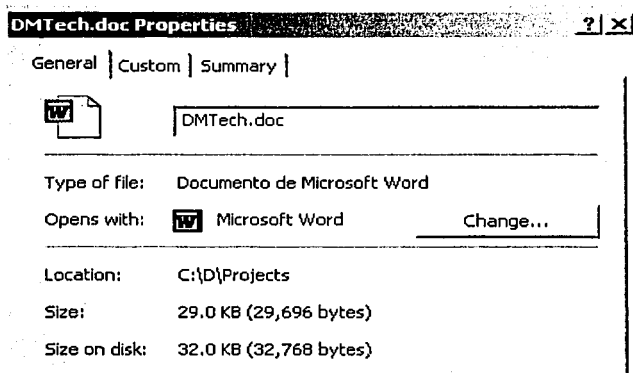 DMTech.doc Properties ? ×
General Custom Summary
W
DMTech.doc
Type of file: Documento de Microsoft Word
Opens with: W Microsoft Word Change...
Location: C:\D\Projects
Size: 29.0 KB (29,696 bytes)
Size on disk: 32.0 KB (32,768 bytes)